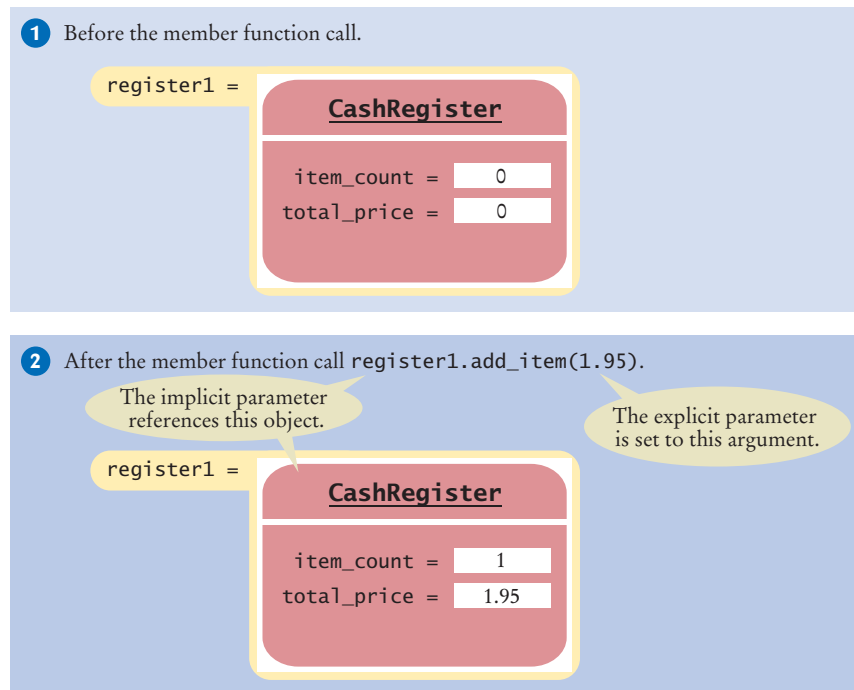 1 Before the member function call.
register1 =
CashRegister
item_count = 0
total_price = 0
2 After the member function call register1.add_item(1.95).
The implicit parameter
references this object.
The explicit parameter
is set to this argument.
register1 =
CashRegister
item_count = 1
total_price = 1.95